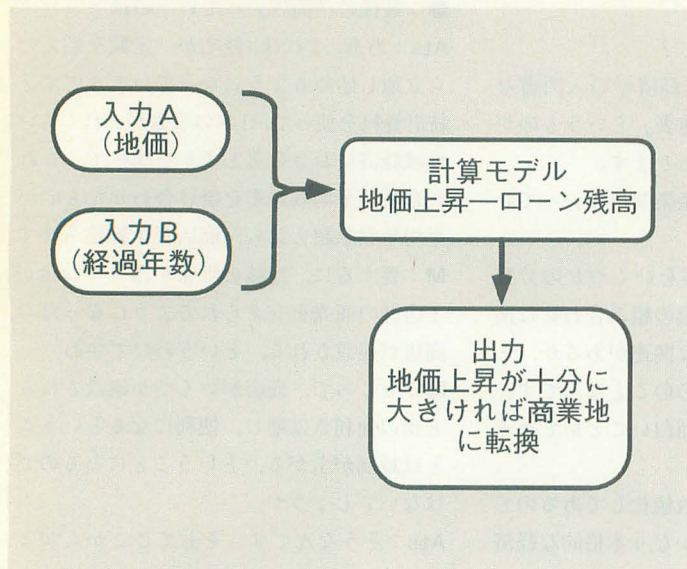 入力A
（地価）
入力B
（経過年数）
計算モデル
地価上昇―ローン残高
出力
地価上昇が十分に
大きければ商業地
に転換